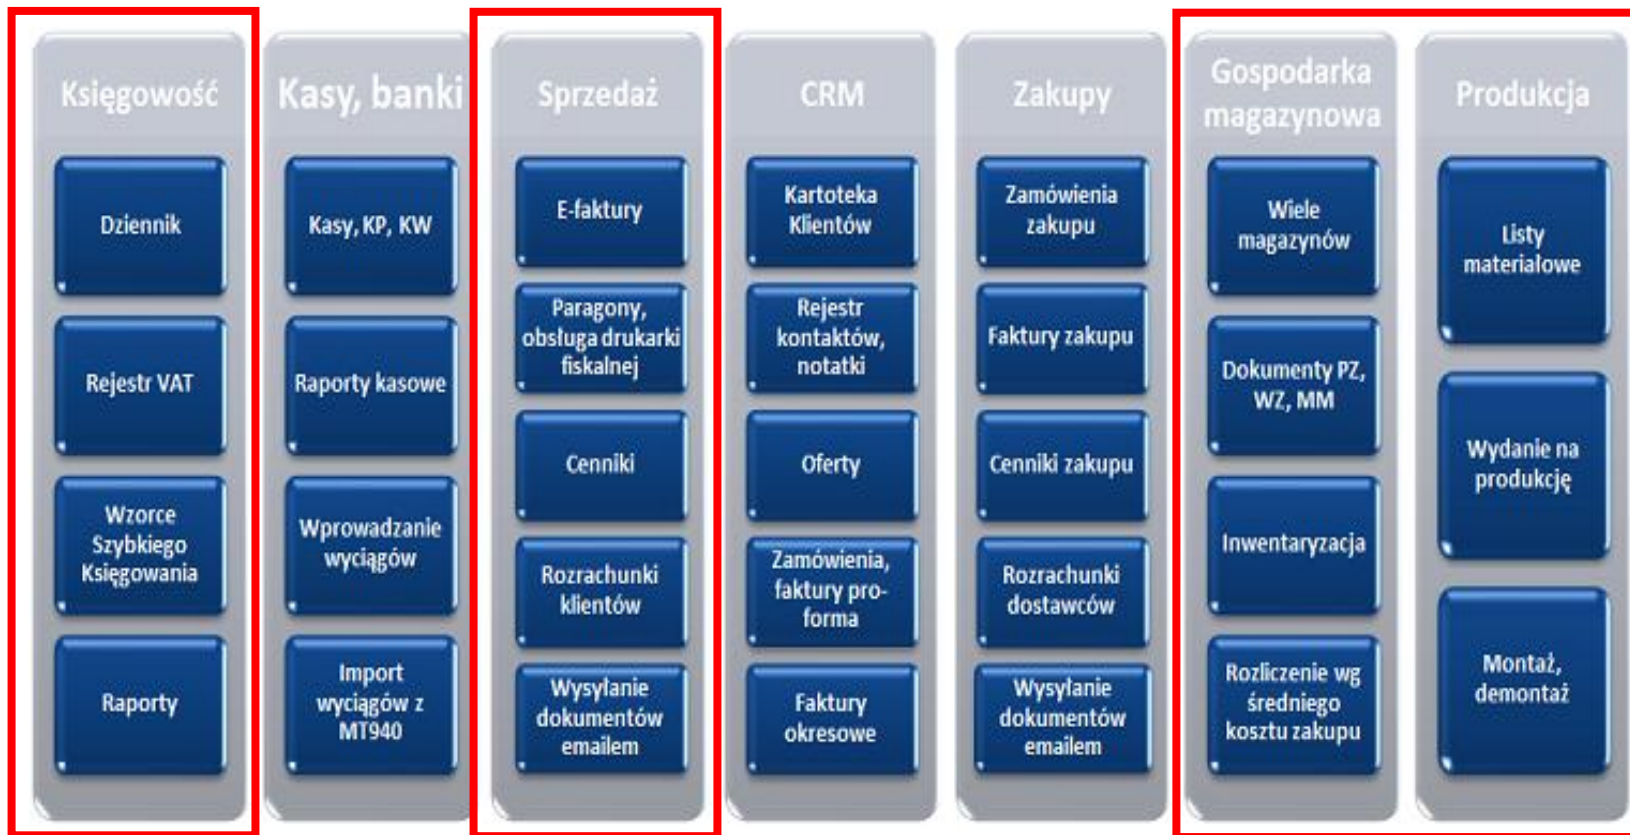 Księgowość
Dziennik
Rejestr VAT
Wzorce
Szybkiego
Księgowania
Raporty
Kasy, banki
Kasy, KP, KW
Raporty kasowe
Wprowadzanie
wyciągów
Import
wyciągów z
MT940
Sprzedaż
E-faktury
Paragony,
obsługa drukarki
fiskalnej
Cenniki
Rozrachunki
klientów
Wysyłanie
dokumentów
emailem
CRM
Kartoteka
Klientów
Rejestr
kontaktów,
notatki
Oferty
Zamówienia,
faktury pro-
forma
Faktury
okresowe
Zakupy
Zamówienia
zakupu
Faktury zakupu
Cenniki zakupu
Rozrachunki
dostawców
Wysyłanie
dokumentów
emailem
Gospodarka
magazynowa
Wiele
magazynów
Dokumenty PZ,
WZ, MM
Inwentaryzacja
Rozliczenie wg
średniego
kosztu zakupu
Produkcja
Listy
materiałowe
Wydanie na
produkcję
Montaż,
demontaż